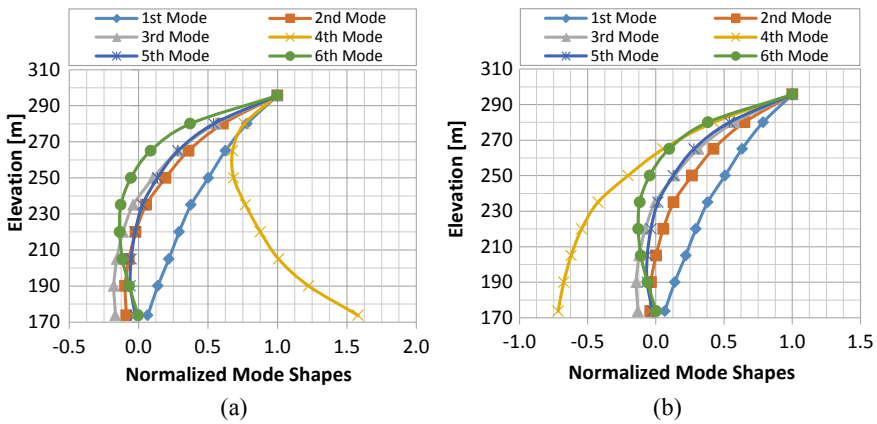 1st Mode 2nd Mode
3rd Mode 4th Mode
5th Mode 6th Mode
310
290
270
250
230
210
190
170
Elevation [m]
-0.5 0.0 0.5 1.0 1.5 2.0
Normalized Mode Shapes
(a)
1st Mode 2nd Mode
3rd Mode 4th Mode
5th Mode 6th Mode
310
290
270
250
230
210
190
170
Elevation [m]
-1.0 -0.5 0.0 0.5 1.0 1.5
Normalized Mode Shapes
(b)